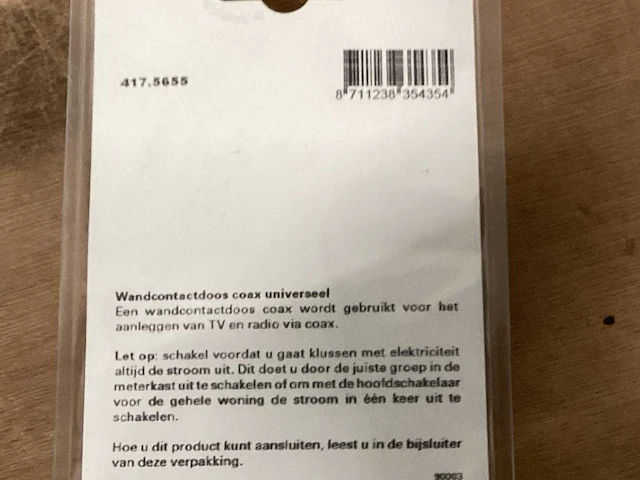 417.5655
8 711238 354354
Wandcontactdoos coax universeel
Een wandcontactdoos coax wordt gebruikt voor het
aanleggen van TV en radio via coax.
Let op: schakel voordat u gaat klussen met elektriciteit
altijd de stroom uit. Dit doet u door de juiste groep in de
meterkast uit te schakelen of om met de hoofdschakelaar
voor de gehele woning de stroom in één keer uit te
schakelen.
Hoe u dit product kunt aansluiten, leest u in de bijsluiter
van deze verpakking.
90003